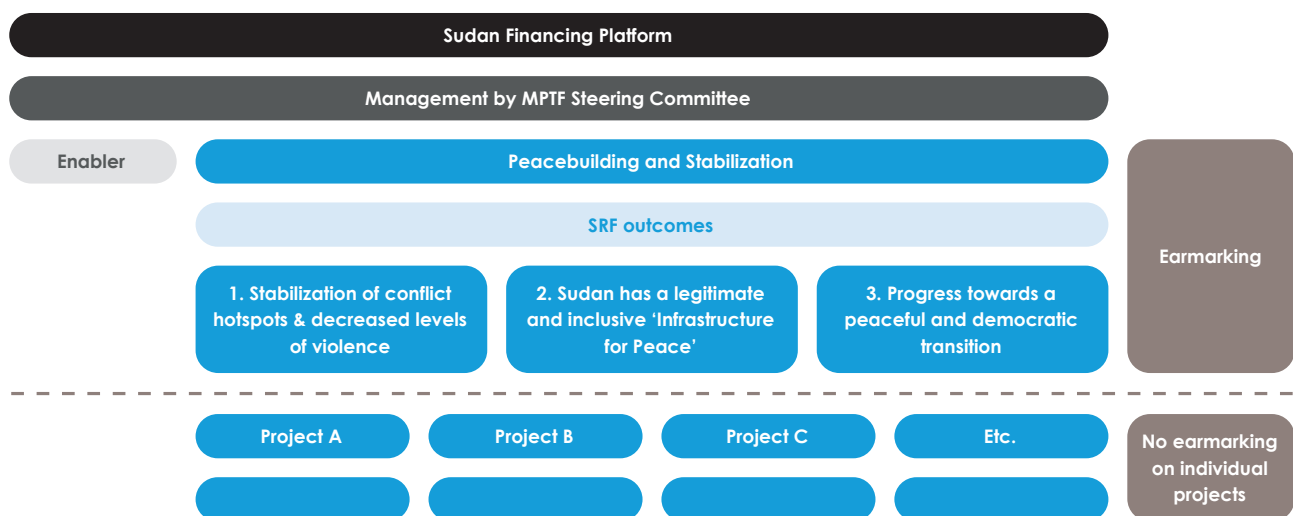 Sudan Financing Platform
Management by MPTF Steering Committee
Enabler
Peacebuilding and Stabilization
SRF outcomes
Earmarking
1. Stabilization of conflict
hotspots & decreased levels
of violence
2. Sudan has a legitimate
and inclusive ‘Infrastructure
for Peace’
3. Progress towards a
peaceful and democratic
transition
Project A
Project B
Project C
Etc.
No earmarking
on individual
projects